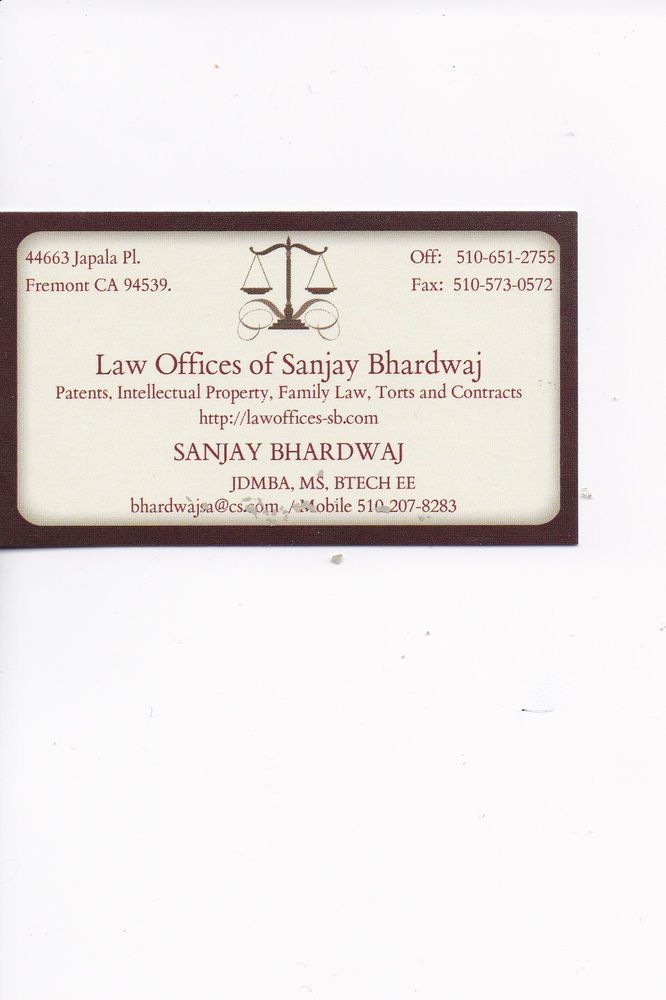 44663 Japala Pl.
Fremont CA 94539.
Off: 510-651-2755
Fax: 510-573-0572
Law Offices of Sanjay Bhardwaj
Patents, Intellectual Property, Family Law, Torts and Contracts
http://lawoffices-sb.com
SANJAY BHARDWAJ
JDMBA, MS, BTECH EE
bhardwajsa@cs.com / Mobile 510-207-8283